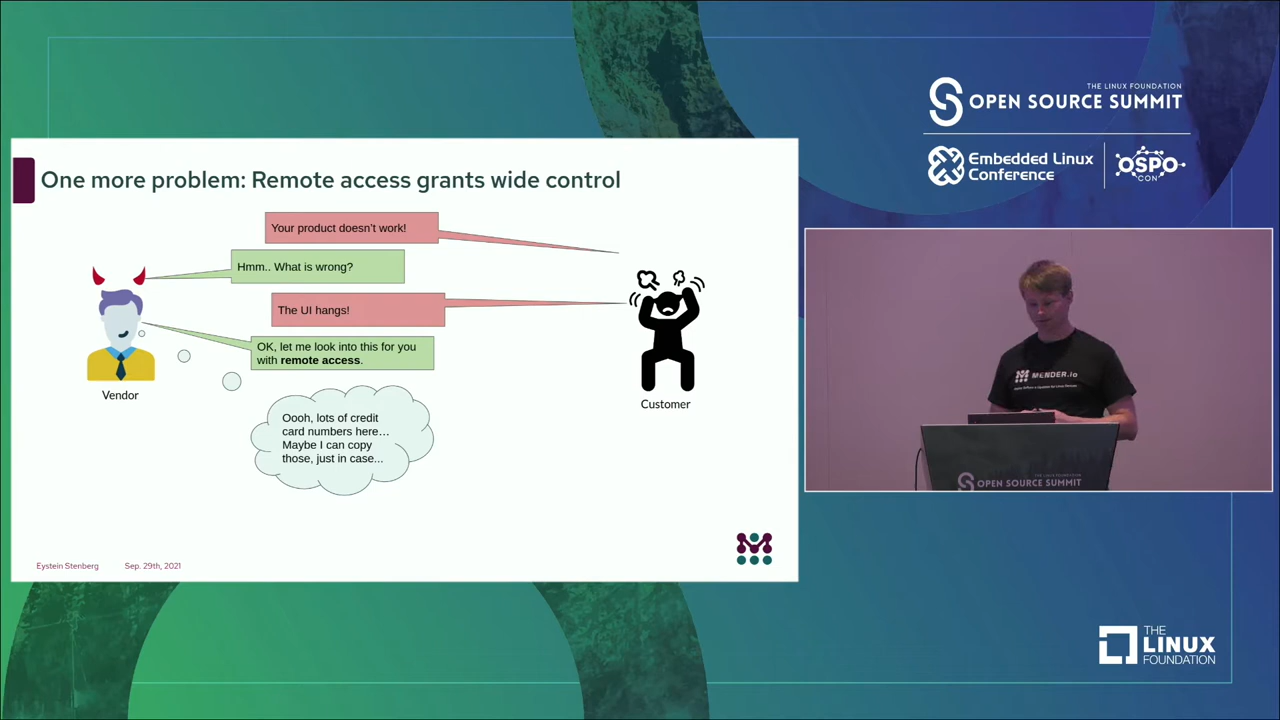 THE LINUX FOUNDATION
OPEN SOURCE SUMMIT
Embedded Linux
Conference
OSPO
CON
One more problem: Remote access grants wide control
Your product doesn't work!
Hmm.. What is wrong?
The UI hangs!
OK, let me look into this for you
with remote access.
Vendor
Customer
Oooh, lots of credit
card numbers here…
Maybe I can copy
those, just in case...
Eystein Stenberg
Sep. 29th, 2021
MENDER.io
THE LINUX FOUNDATION
OPEN SOURCE SUMMIT
THE
LINUX
FOUNDATION